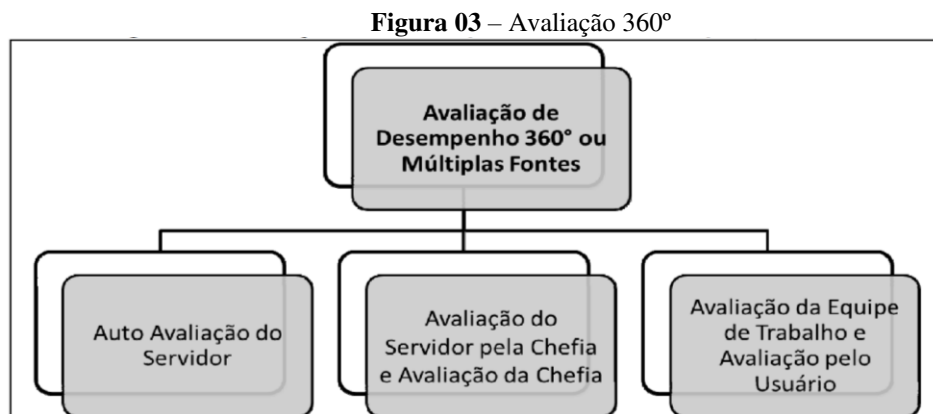 Figura 03 – Avaliação 360º
Avaliação de
Desempenho 360° ou
Múltiplas Fontes
Auto Avaliação do
Servidor
Avaliação do
Servidor pela Chefia
e Avaliação da Chefia
Avaliação da Equipe
de Trabalho e
Avaliação pelo
Usuário